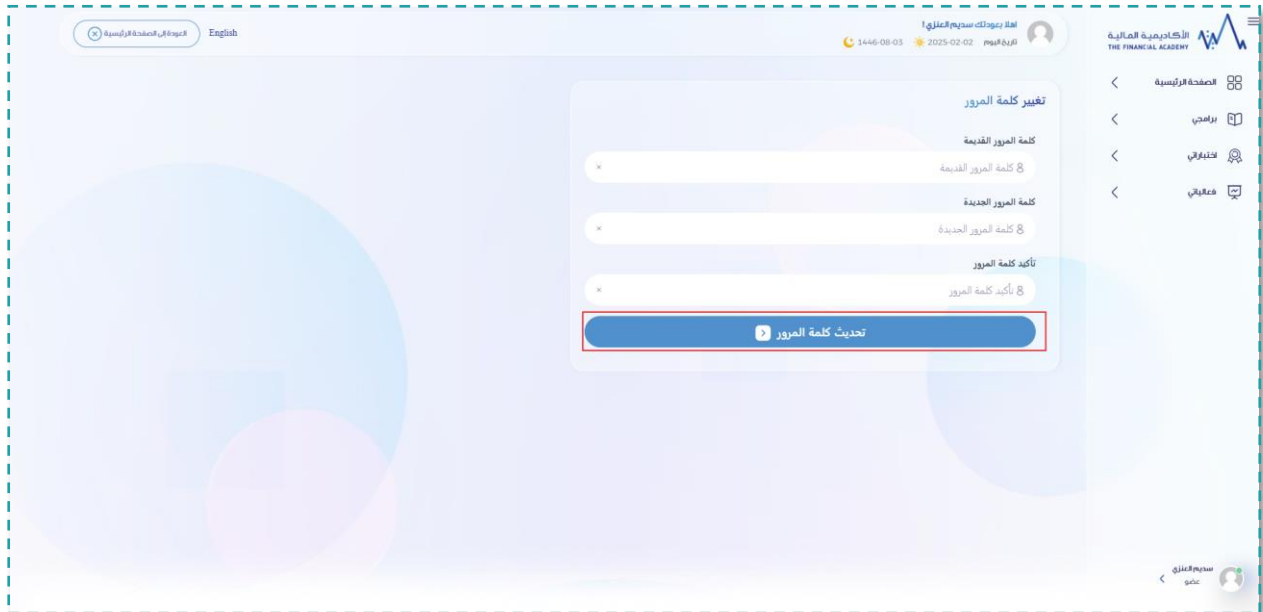 الأكاديمية المالية
THE FINANCIAL ACADEMY
اهلا بعودتك سديم العنزي !
تاريخ اليوم 2025-02-02 1446-08-03
English
العودة إلى الصفحة الرئيسية
الصفحة الرئيسية
برامجي
اختباراتي
فعالياتي
تغيير كلمة المرور
كلمة المرور القديمة
كلمة المرور القديمة
كلمة المرور الجديدة
كلمة المرور الجديدة
تأكيد كلمة المرور
تأكيد كلمة المرور
تحديث كلمة المرور
سديم العنزي
عضو